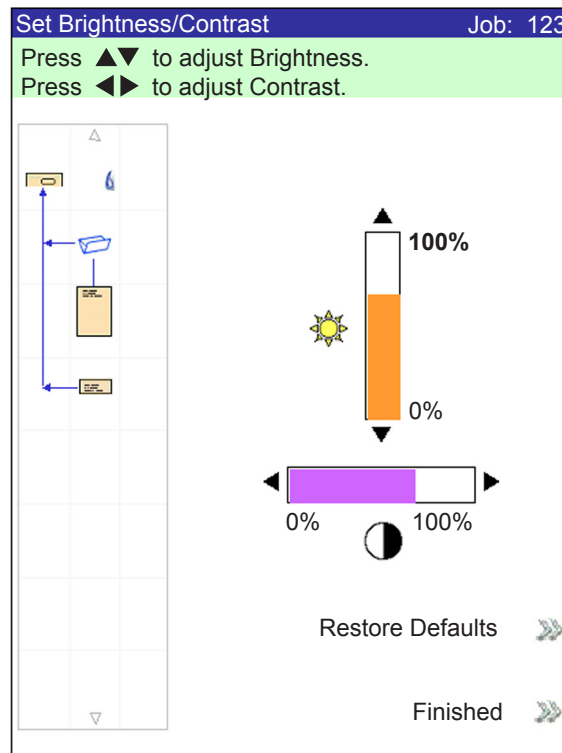 Set Brightness/Contrast Job: 123
Press ▲▼ to adjust Brightness.
Press ◀▶ to adjust Contrast.
100%
0%
0% 100%
Restore Defaults
Finished